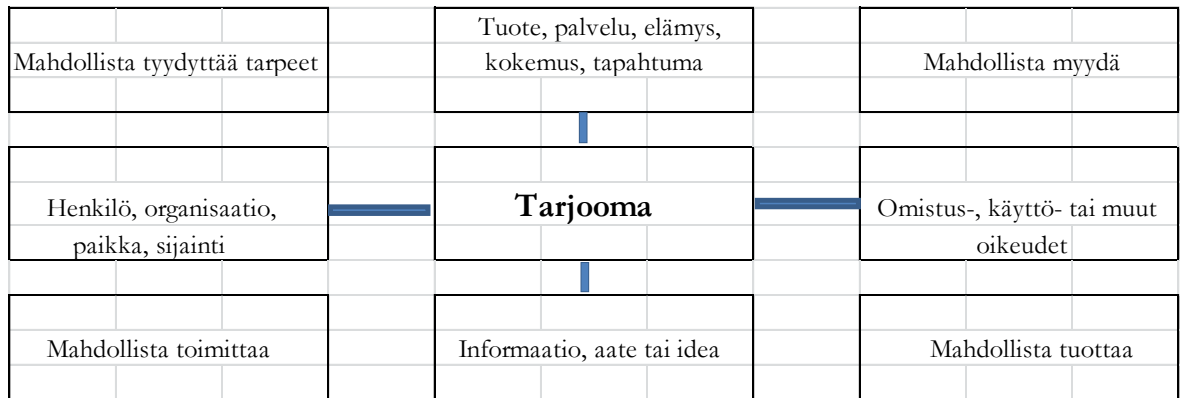 Mahdollista tyydyttää tarpeet
Tuote, palvelu, elämys,
kokemus, tapahtuma
Mahdollista myydä
Henkilö, organisaatio,
paikka, sijainti
Tarjooma
Omistus-, käyttö- tai muut
oikeudet
Mahdollista toimittaa
Informaatio, aate tai idea
Mahdollista tuottaa